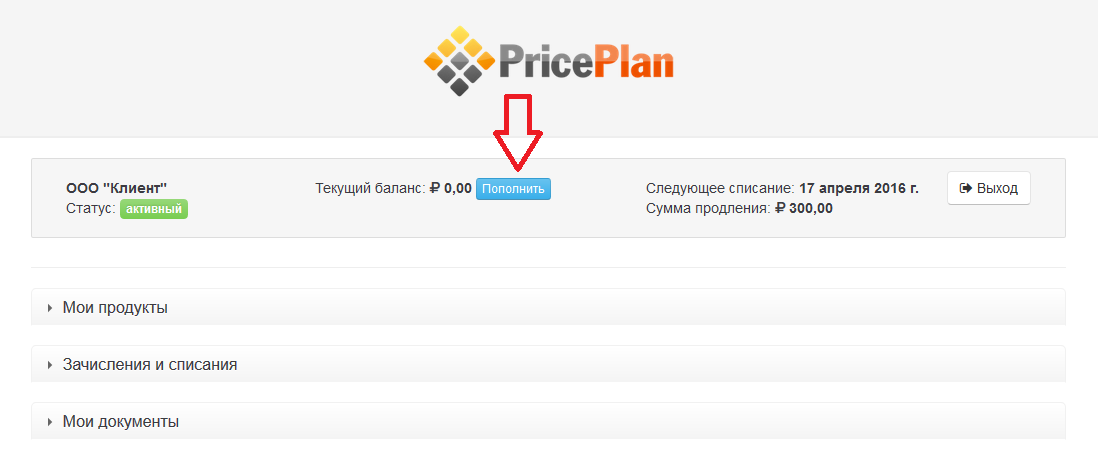 PricePlan
ООО "Клиент"
Статус: активный
Текущий баланс: ₽ 0,00 Пополнить
Следующее списание: 17 апреля 2016 г.
Сумма продления: ₽ 300,00
Выход
Мои продукты
Зачисления и списания
Мои документы